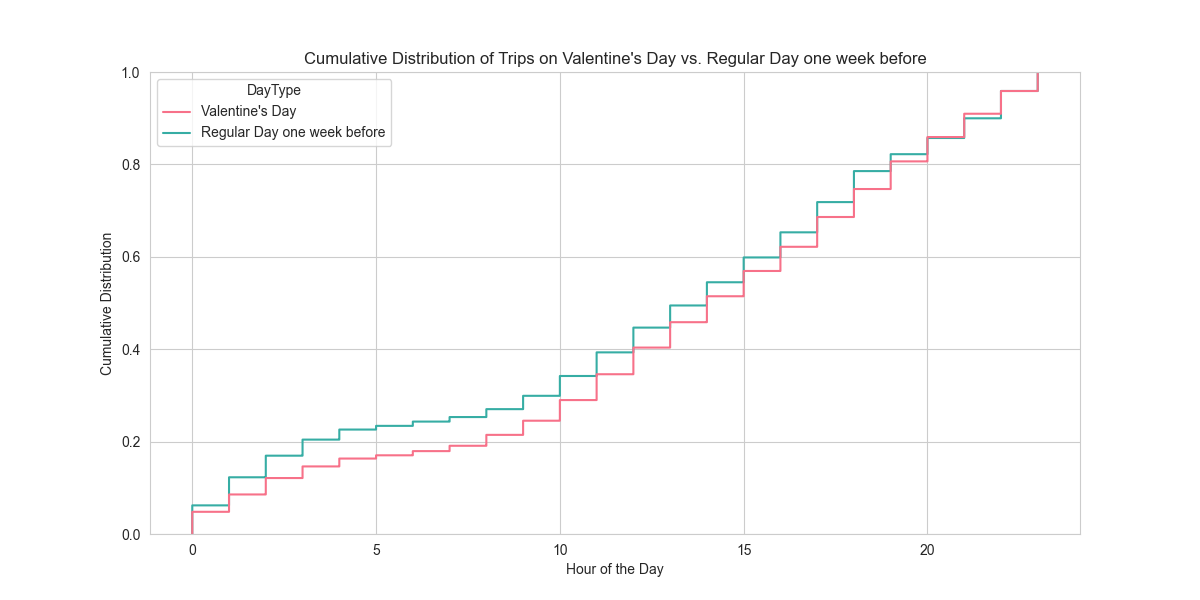 Cumulative Distribution of Trips on Valentine's Day vs. Regular Day one week before
DayType
Valentine's Day
Regular Day one week before
Cumulative Distribution
1.0
0.8
0.6
0.4
0.2
0.0
0 5 10 15 20
Hour of the Day